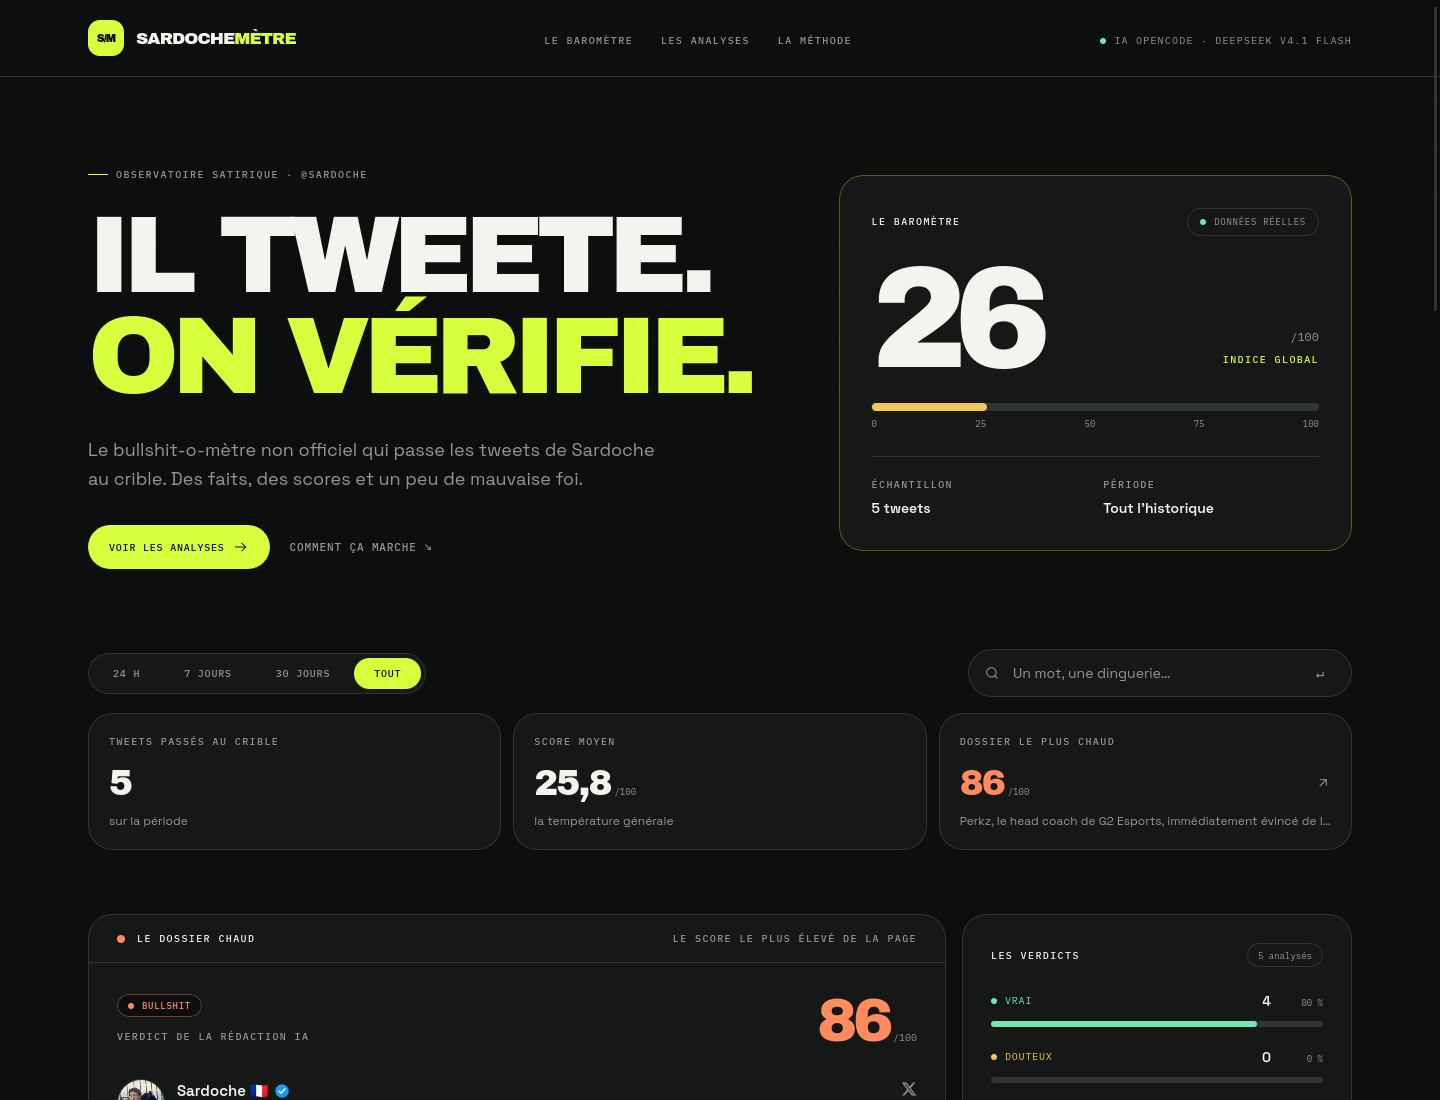 S/M
SARDOCHEMÈTRE
LE BAROMÈTRE
LES ANALYSES
LA MÉTHODE
IA OPENCODE · DEEPSEEK V4.1 FLASH
OBSERVATOIRE SATIRIQUE · @SARDOCHE
IL TWEETE.
ON VÉRIFIE.
Le bullshit-o-mètre non officiel qui passe les tweets de Sardoche
au crible. Des faits, des scores et un peu de mauvaise foi.
VOIR LES ANALYSES →
COMMENT ÇA MARCHE ↘
LE BAROMÈTRE
DONNÉES RÉELLES
26
/100
INDICE GLOBAL
0 25 50 75 100
ÉCHANTILLON
5 tweets
PÉRIODE
Tout l’historique
24 H
7 JOURS
30 JOURS
TOUT
Un mot, une dinguerie…
↵
TWEETS PASSÉS AU CRIBLE
5
sur la période
SCORE MOYEN
25,8 /100
la température générale
DOSSIER LE PLUS CHAUD
86 /100
↗
Perkz, le head coach de G2 Esports, immédiatement évincé de l…
LE DOSSIER CHAUD
LE SCORE LE PLUS ÉLEVÉ DE LA PAGE
BULLSHIT
VERDICT DE LA RÉDACTION IA
86 /100
Sardoche 🇫🇷
LES VERDICTS
5 analysés
VRAI 4 80 %
DOUTEUX 0 0 %